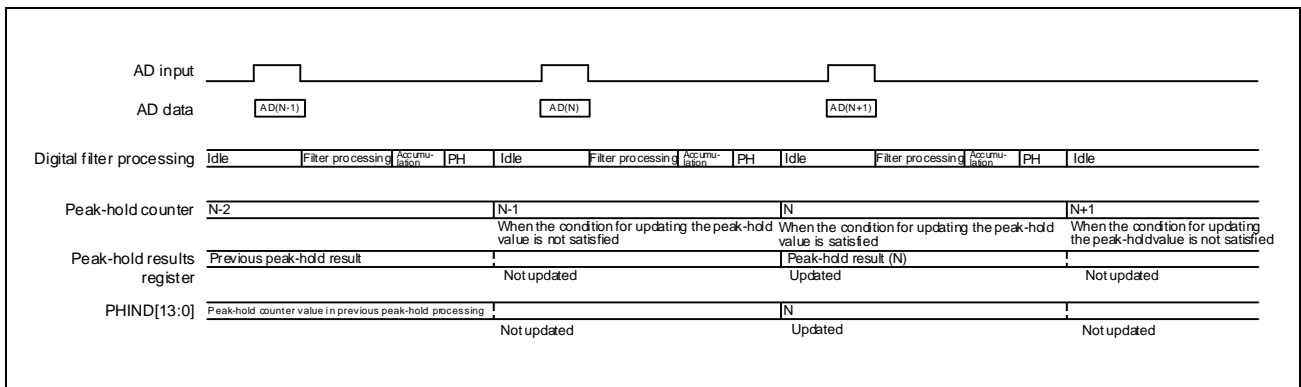 AD input
AD data
AD(N-1)
AD(N)
AD(N+1)
Digital filter processing
Idle
Filter processing
Accumu-
lation
PH
Idle
Filter processing
Accumu-
lation
PH
Idle
Filter processing
Accumu-
lation
PH
Idle
Peak-hold counter
N-2
N-1
N
N+1
When the condition for updating the peak-hold
value is not satisfied
When the condition for updating the peak-hold
value is satisfied
When the condition for updating
the peak-holdvalue is not satisfied
Peak-hold results
register
Previous peak-hold result
Peak-hold result (N)
Not updated
Updated
Not updated
PHIND[13:0]
Peak-hold counter value in previous peak-hold processing
N
Not updated
Updated
Not updated